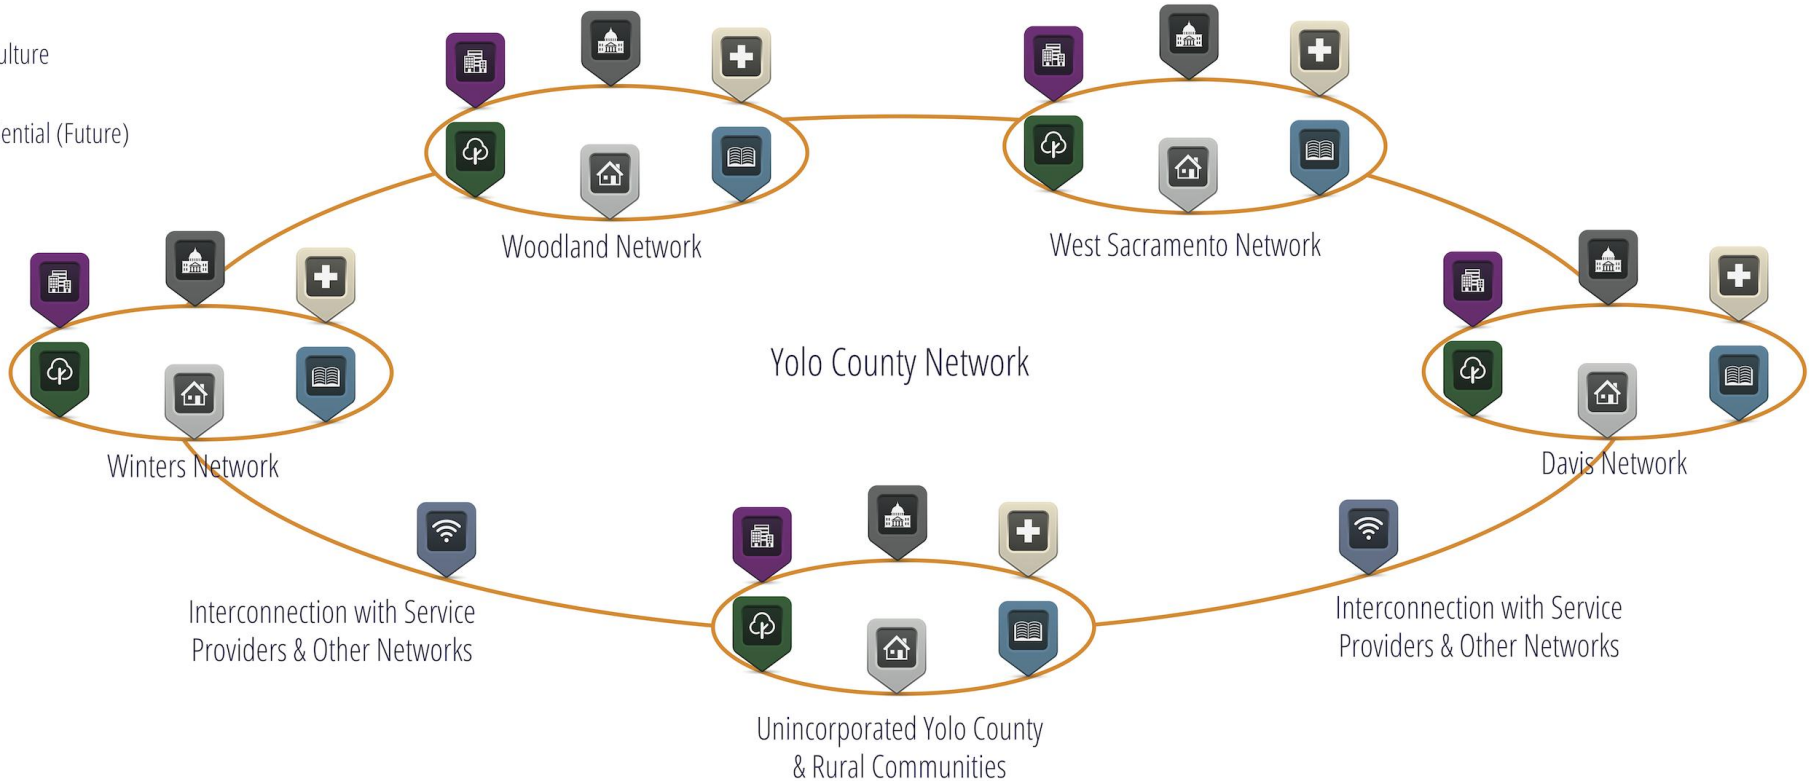 ulture
ential (Future)
Woodland Network
West Sacramento Network
Yolo County Network
Winters Network
Davis Network
Interconnection with Service
Providers & Other Networks
Interconnection with Service
Providers & Other Networks
Unincorporated Yolo County
& Rural Communities